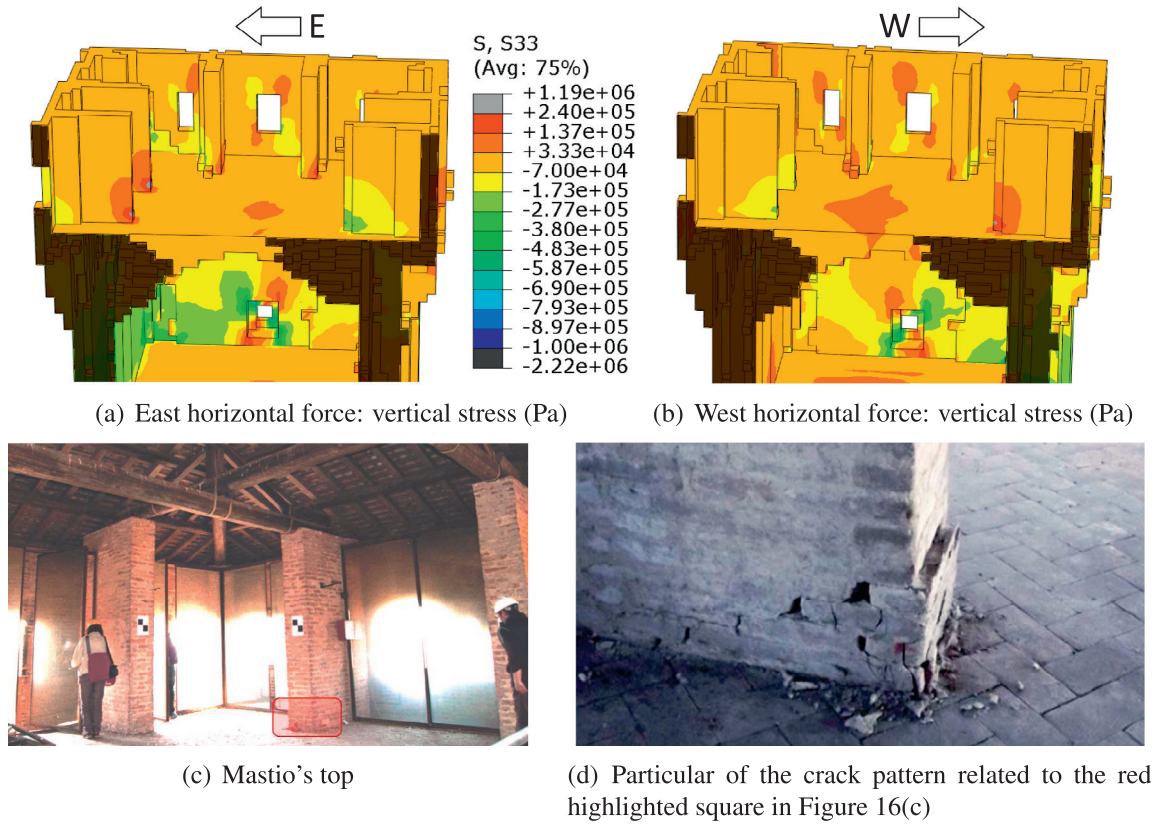 E
W
S, S33
(Avg: 75%)
+1.19e+06
+2.40e+05
+1.37e+05
+3.33e+04
-7.00e+04
-1.73e+05
-2.77e+05
-3.80e+05
-4.83e+05
-5.87e+05
-6.90e+05
-7.93e+05
-8.97e+05
-1.00e+06
-2.22e+06
(a) East horizontal force: vertical stress (Pa)
(b) West horizontal force: vertical stress (Pa)
(c) Mastio's top
(d) Particular of the crack pattern related to the red
highlighted square in Figure 16(c)